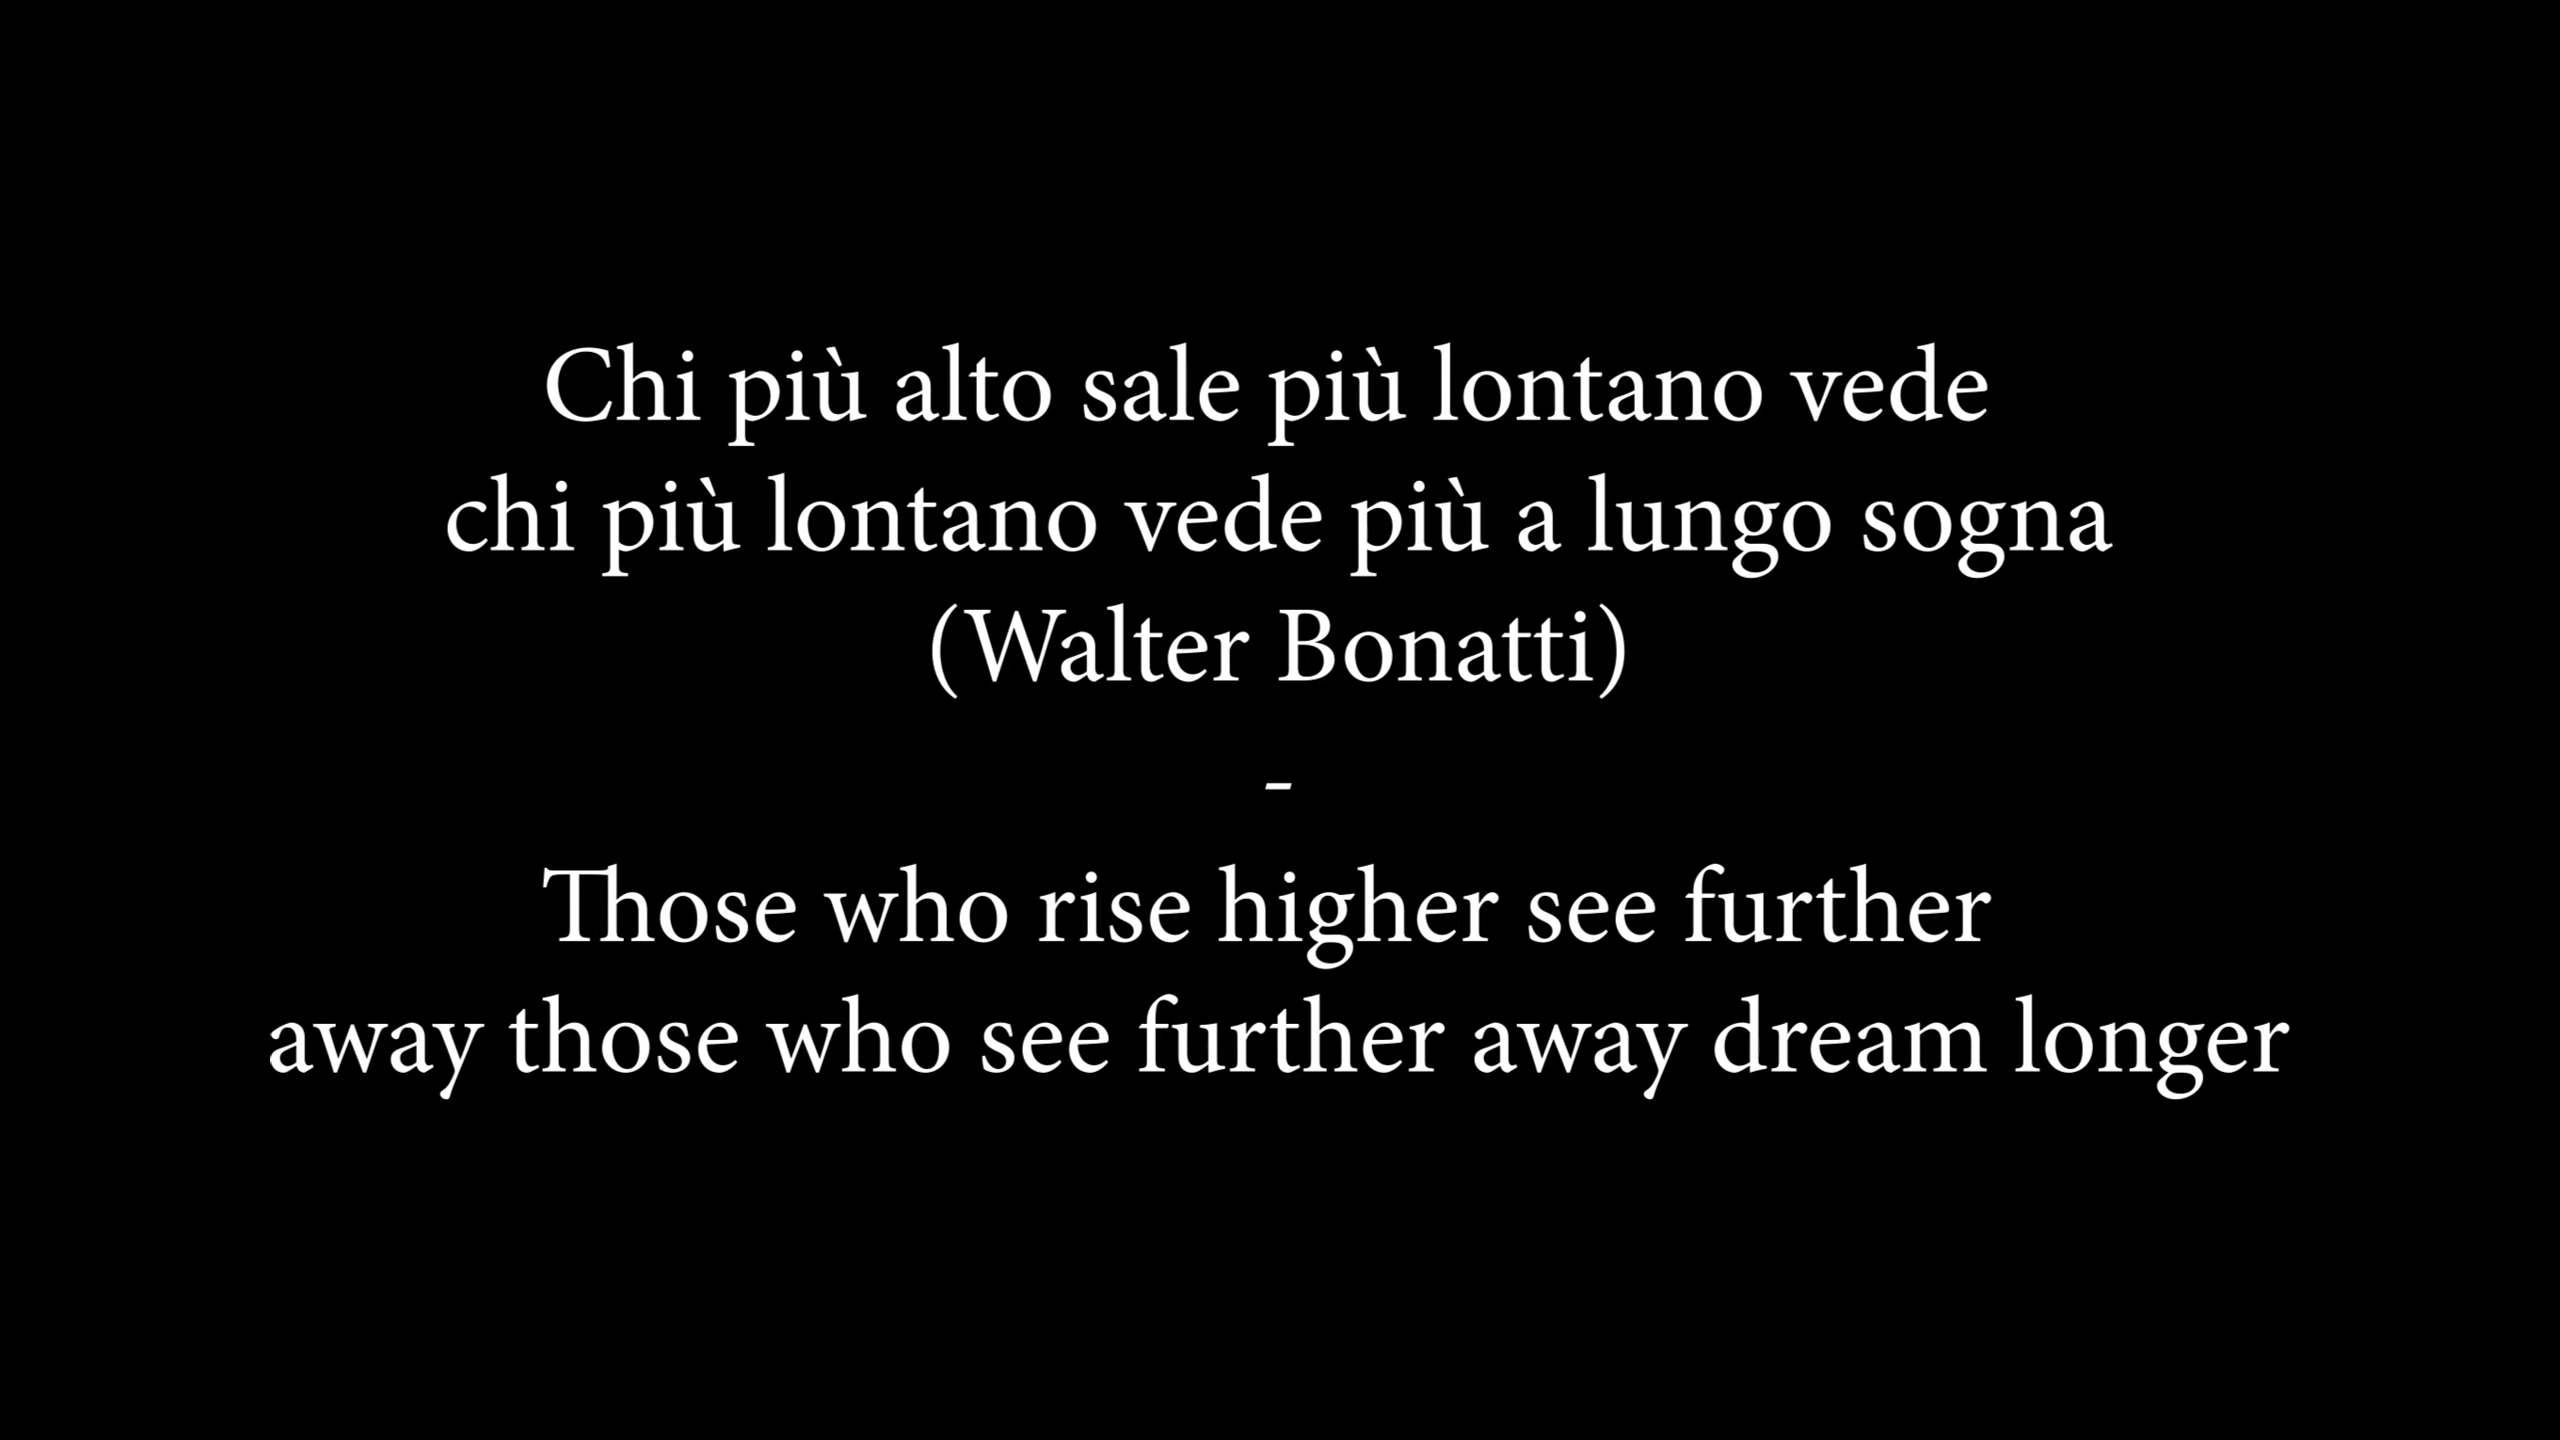 Chi più alto sale più lontano vede
chi più lontano vede più a lungo sogna
(Walter Bonatti)
-
Those who rise higher see further
away those who see further away dream longer